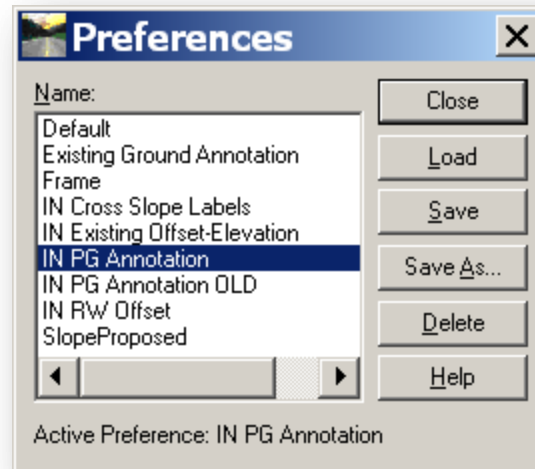 Preferences
Name:
Default
Existing Ground Annotation
Frame
IN Cross Slope Labels
IN Existing Offset-Elevation
IN PG Annotation
IN PG Annotation OLD
IN RW Offset
SlopeProposed
Close
Load
Save
Save As...
Delete
Help
Active Preference: IN PG Annotation